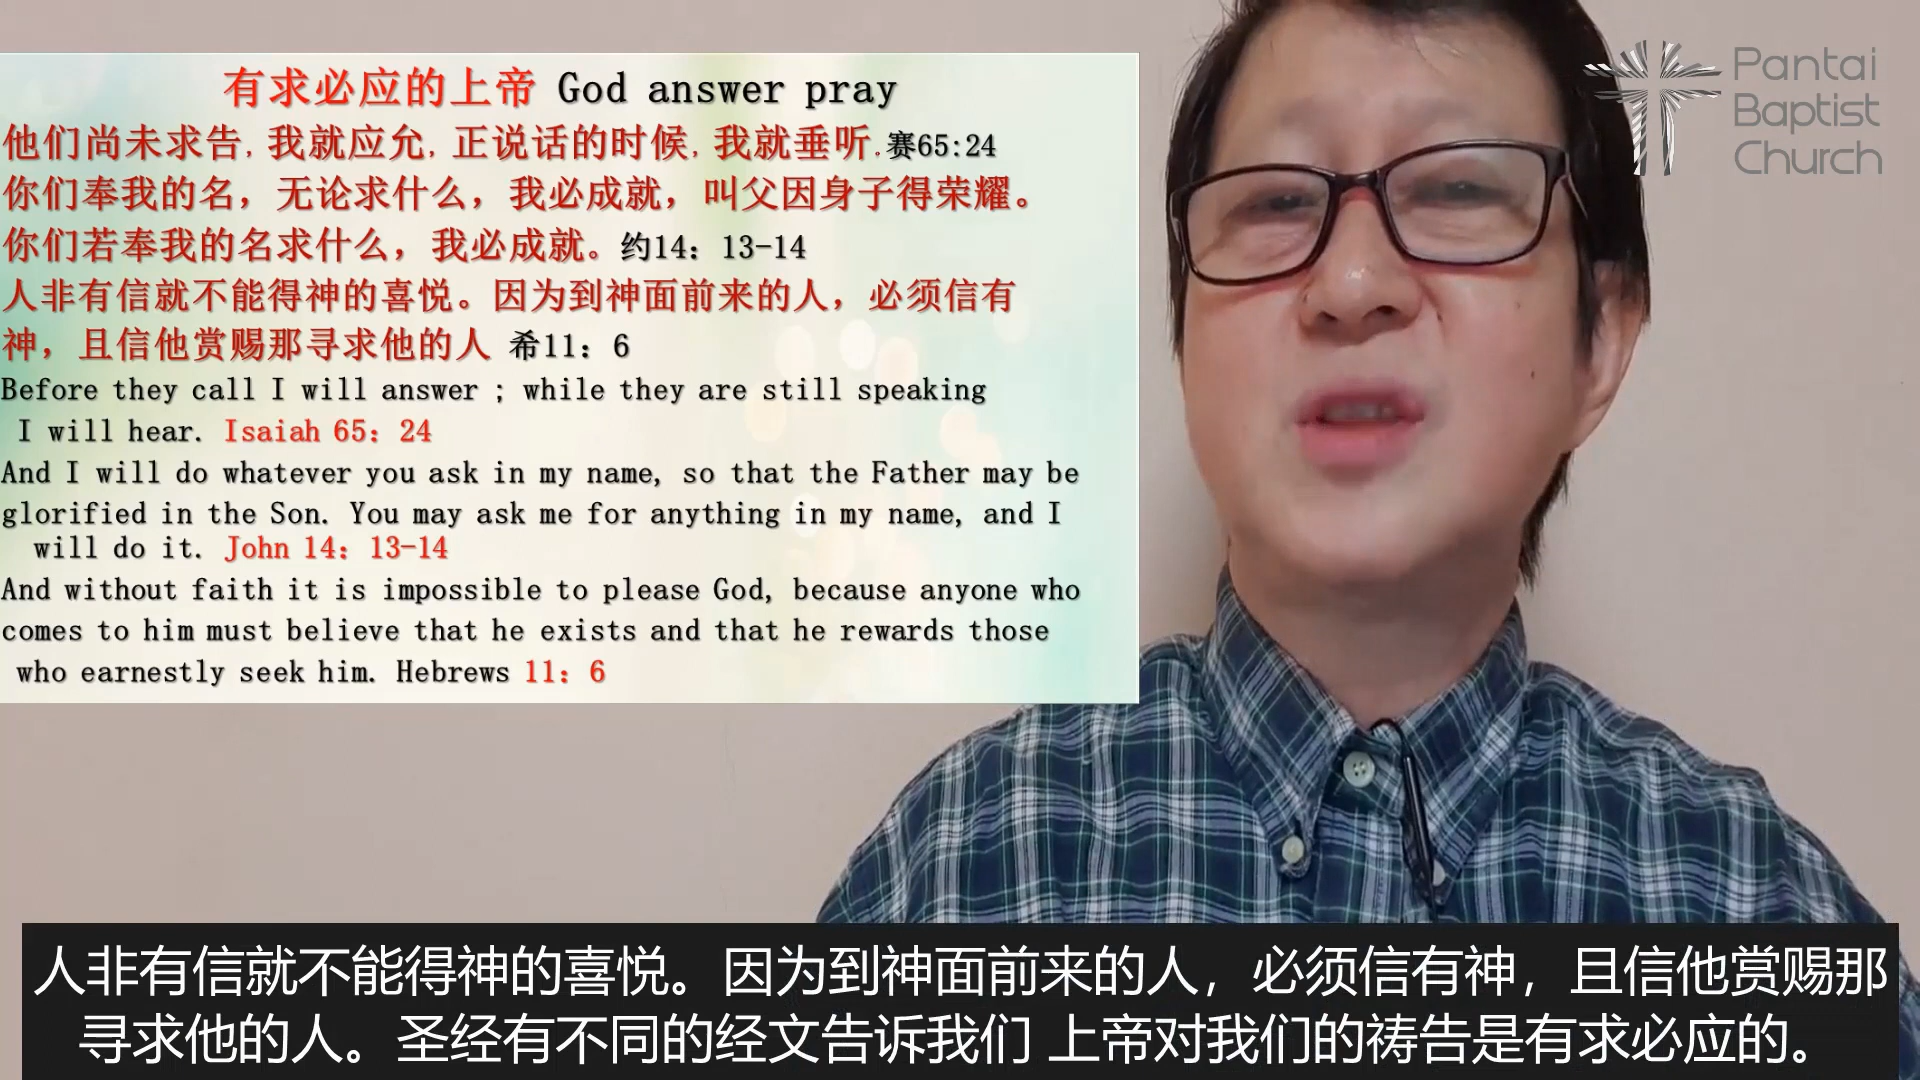 有求必应的上帝 God answer pray
他们尚未求告, 我就应允, 正说话的时候, 我就垂听.赛65:24
你们奉我的名，无论求什么，我必成就，叫父因身子得荣耀。
你们若奉我的名求什么，我必成就。约14：13-14
人非有信就不能得神的喜悦。因为到神面前来的人，必须信有
神，且信他赏赐那寻求他的人 希11：6
Before they call I will answer ; while they are still speaking
I will hear. Isaiah 65：24
And I will do whatever you ask in my name, so that the Father may be
glorified in the Son. You may ask me for anything in my name, and I
will do it. John 14：13-14
And without faith it is impossible to please God, because anyone who
comes to him must believe that he exists and that he rewards those
who earnestly seek him. Hebrews 11：6
Pantai
Baptist
Church
人非有信就不能得神的喜悦。因为到神面前来的人，必须信有神，且信他赏赐那
寻求他的人。圣经有不同的经文告诉我们 上帝对我们的祷告是有求必应的。